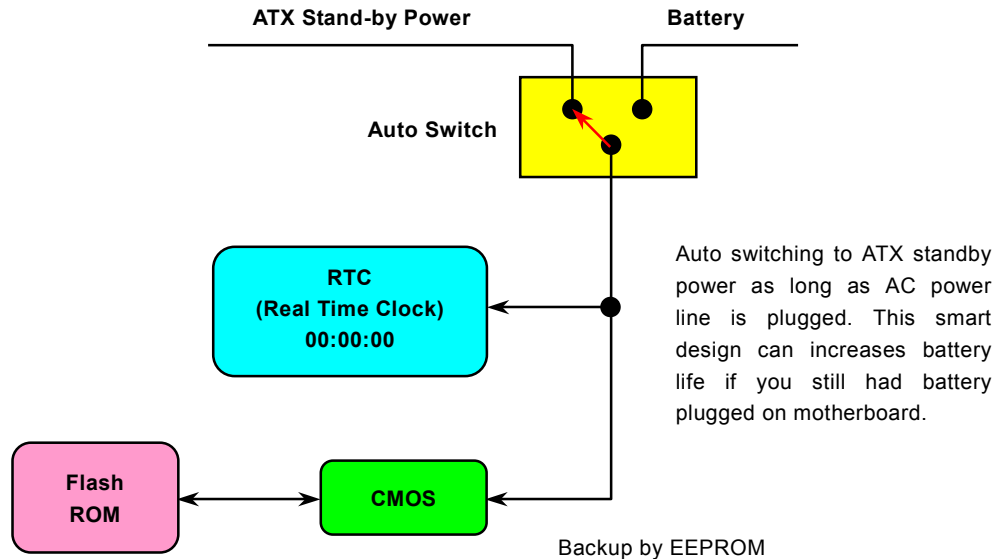 ATX Stand-by Power
Battery
Auto Switch
RTC
(Real Time Clock)
00:00:00
Auto switching to ATX standby
power as long as AC power
line is plugged. This smart
design can increases battery
life if you still had battery
plugged on motherboard.
Flash
ROM
CMOS
Backup by EEPROM